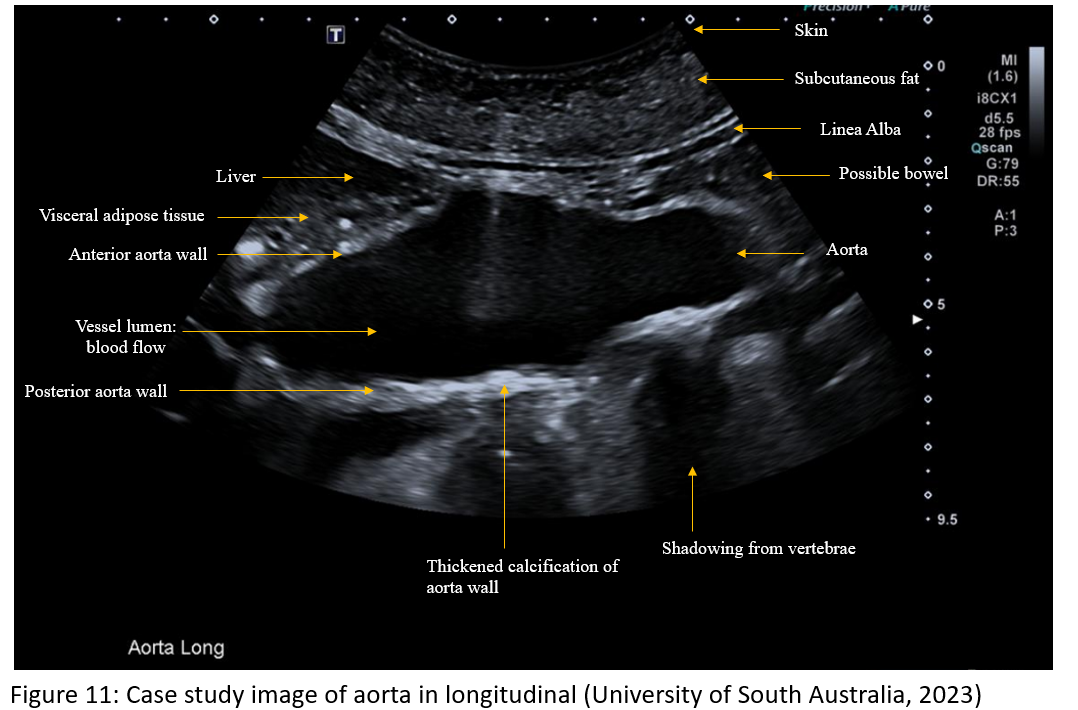 Precision+ A Pure
T
Skin
Subcutaneous fat
Linea Alba
Possible bowel
Aorta
Liver
Visceral adipose tissue
Anterior aorta wall
Vessel lumen:
blood flow
Posterior aorta wall
Thickened calcification of
aorta wall
Shadowing from vertebrae
0
5
9.5
MI
(1.6)
i8CX1
d5.5
28 fps
Qscan
G:79
DR:55
A:1
P:3
Aorta Long
Figure 11: Case study image of aorta in longitudinal (University of South Australia, 2023)